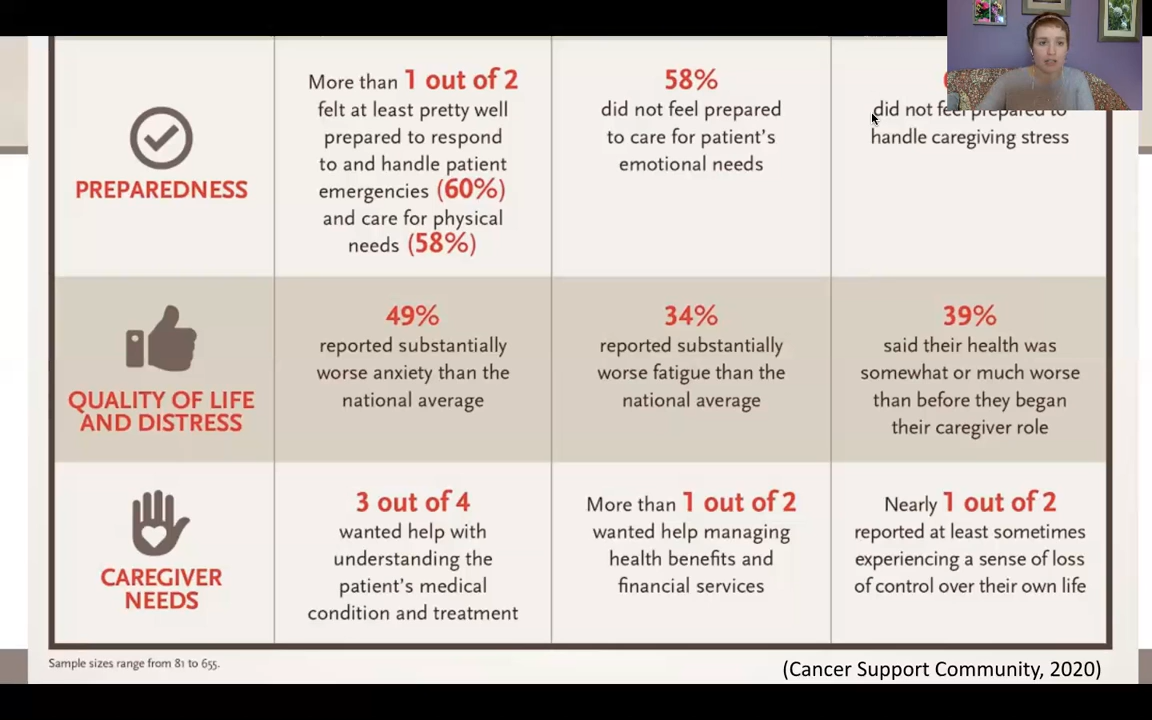 PREPAREDNESS
More than 1 out of 2
felt at least pretty well
prepared to respond
to and handle patient
emergencies (60%)
and care for physical
needs (58%)
58%
did not feel prepared
to care for patient's
emotional needs
did not feel prepared to
handle caregiving stress
QUALITY OF LIFE
AND DISTRESS
49%
reported substantially
worse anxiety than the
national average
34%
reported substantially
worse fatigue than the
national average
39%
said their health was
somewhat or much worse
than before they began
their caregiver role
CAREGIVER
NEEDS
3 out of 4
wanted help with
understanding the
patient's medical
condition and treatment
More than 1 out of 2
wanted help managing
health benefits and
financial services
Nearly 1 out of 2
reported at least sometimes
experiencing a sense of loss
of control over their own life
Sample sizes range from 81 to 655.
(Cancer Support Community, 2020)